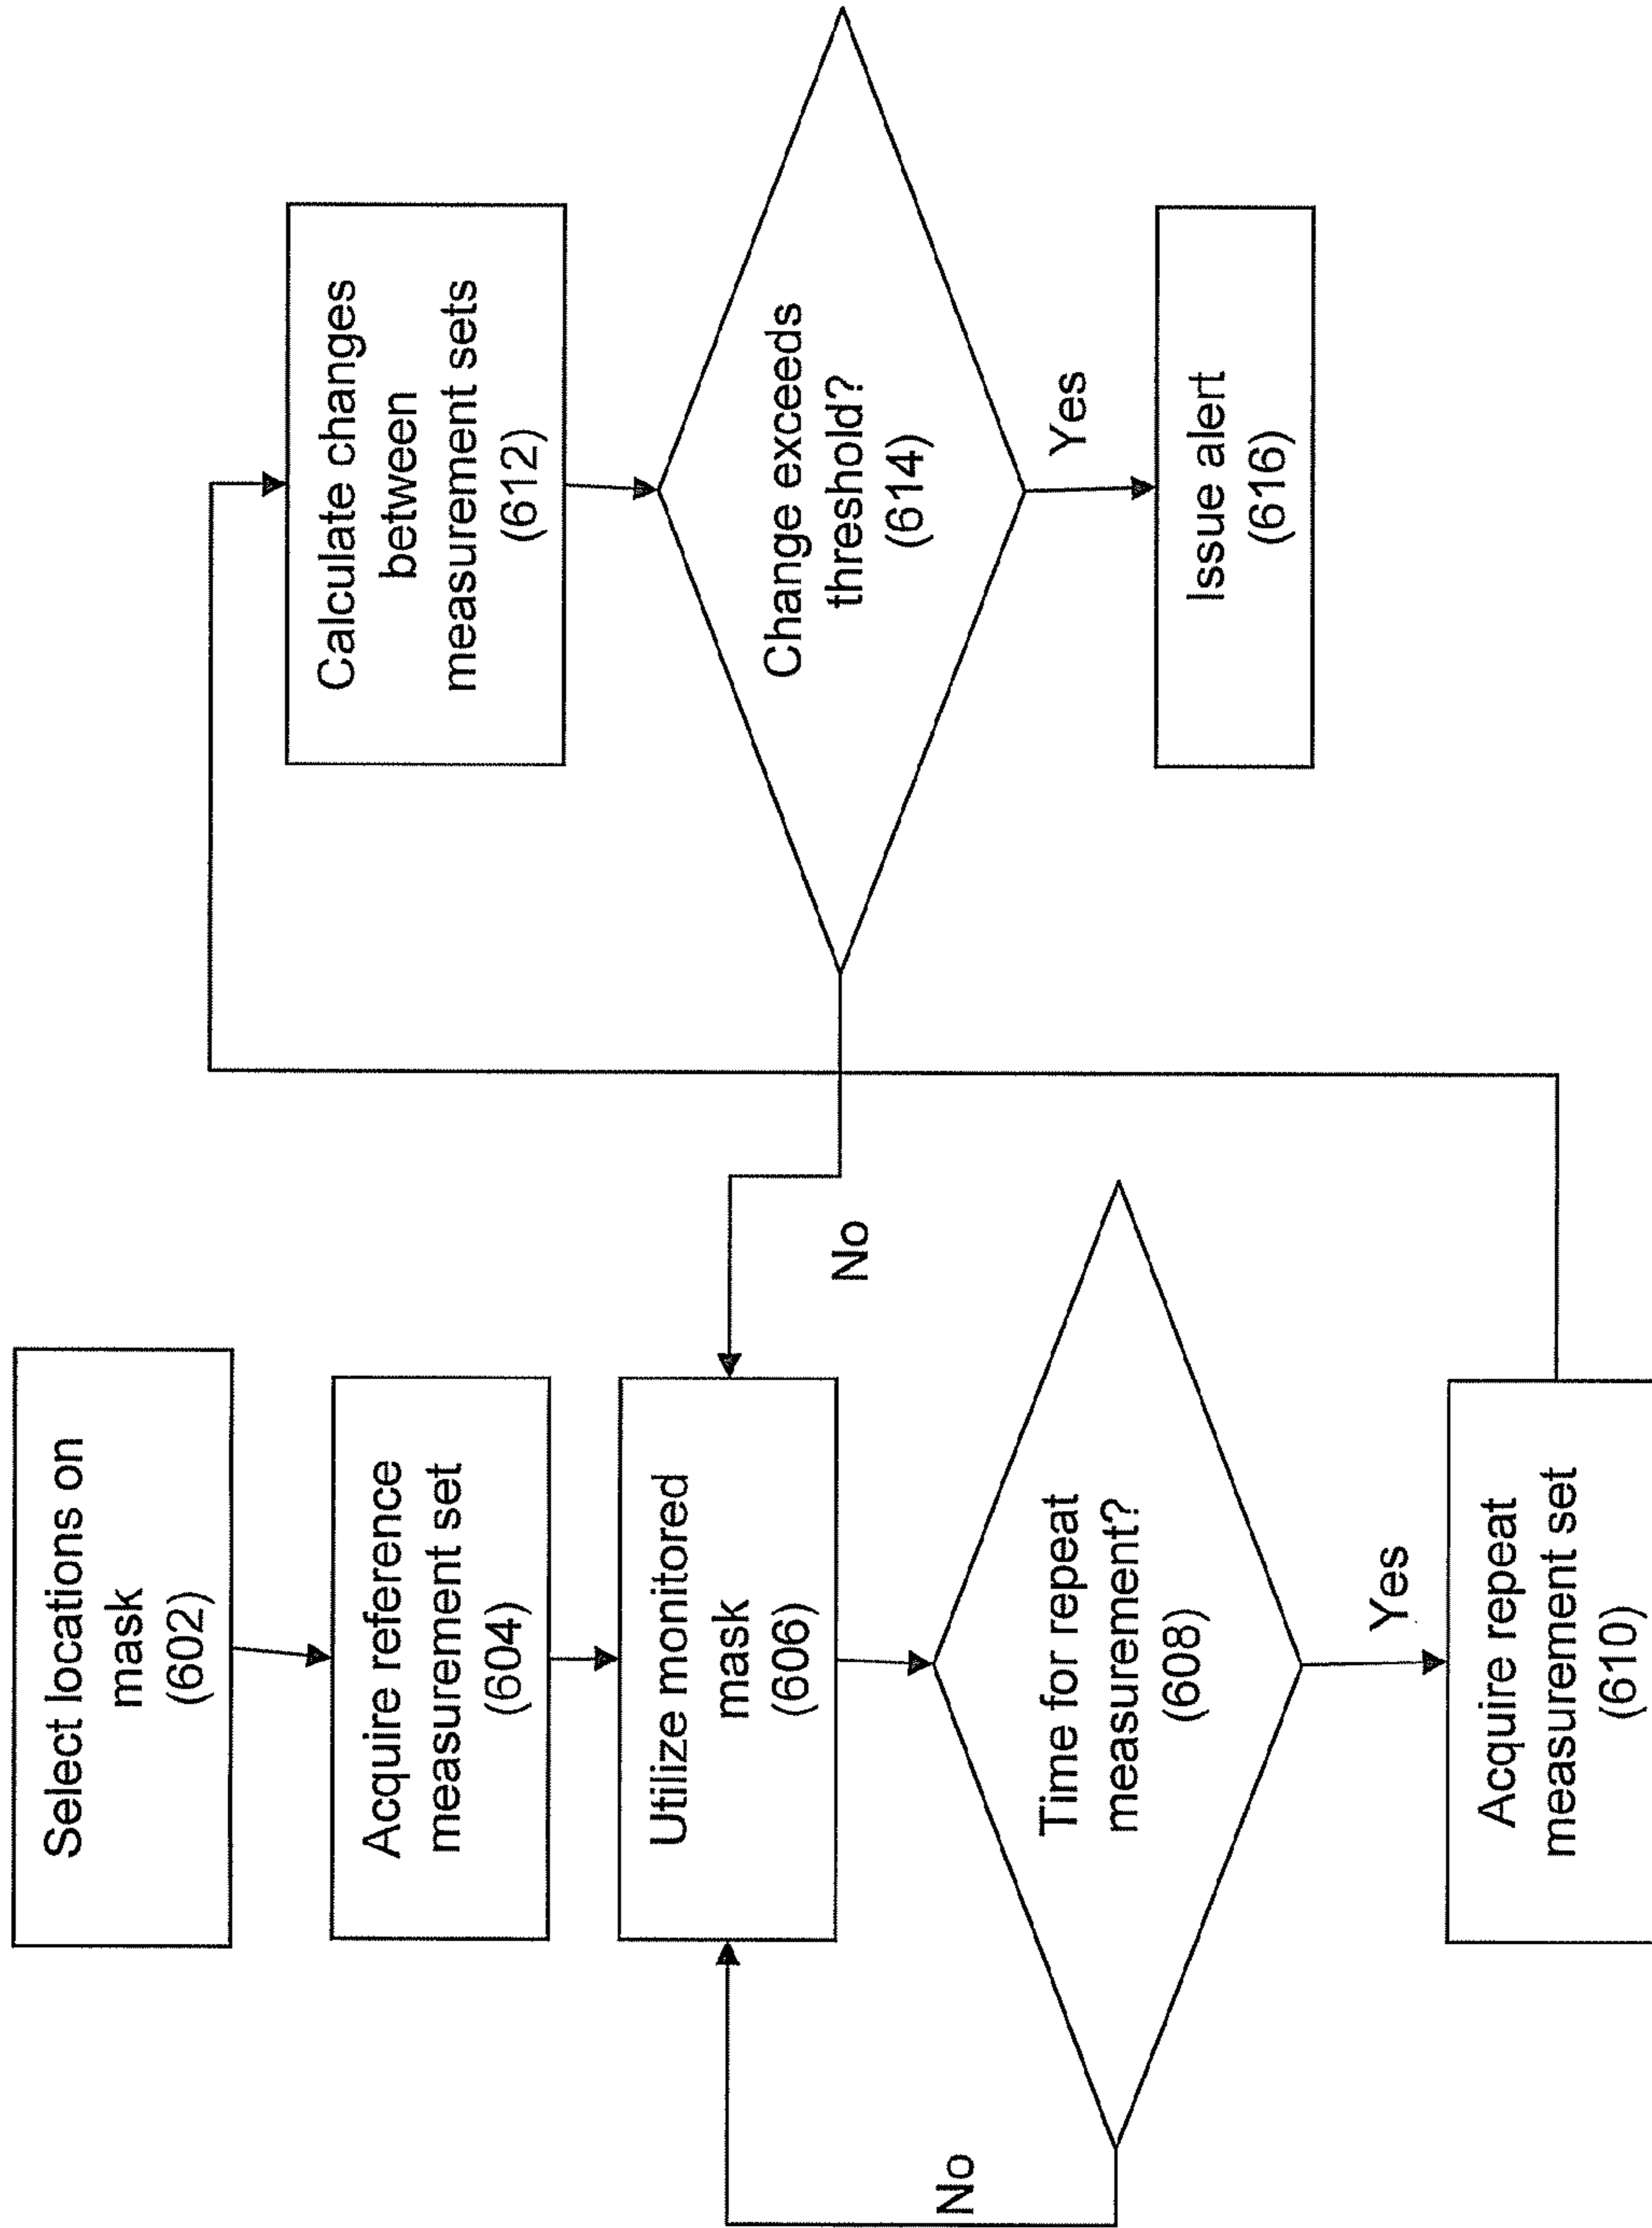 Select locations on
mask
(602)
Acquire reference
measurement set
(604)
Utilize monitored
mask
(606)
Time for repeat
measurement?
(608)
No
Yes
Acquire repeat
measurement set
(610)
Calculate changes
between
measurement sets
(612)
Change exceeds
threshold?
(614)
No
Yes
Issue alert
(616)